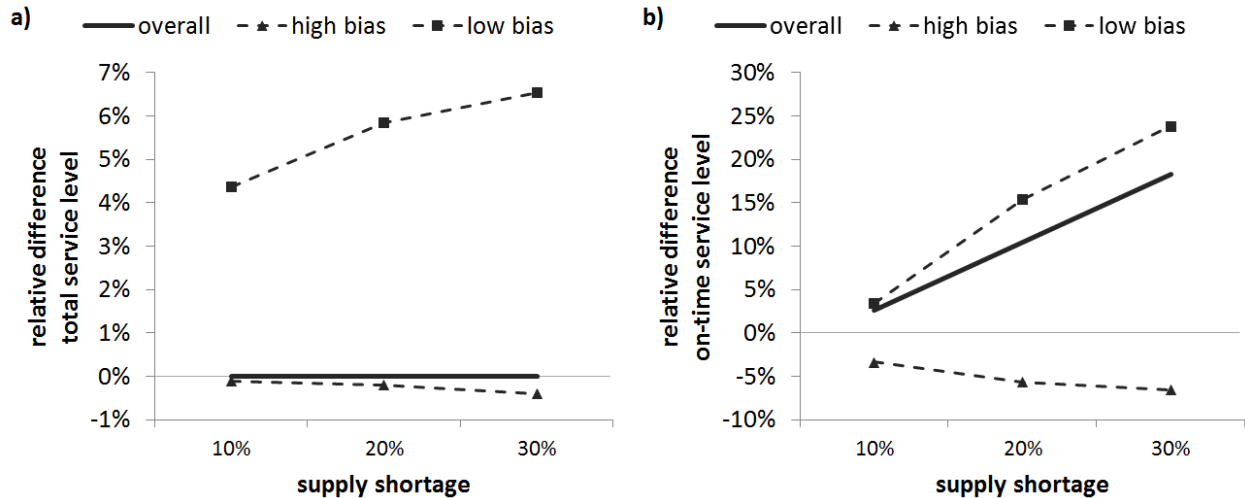 a)
overall
high bias
low bias
relative difference
total service level
7%
6%
5%
4%
3%
2%
1%
0%
-1%
10%
20%
30%
supply shortage
b)
overall
high bias
low bias
relative difference
on-time service level
30%
25%
20%
15%
10%
5%
0%
-5%
-10%
10%
20%
30%
supply shortage